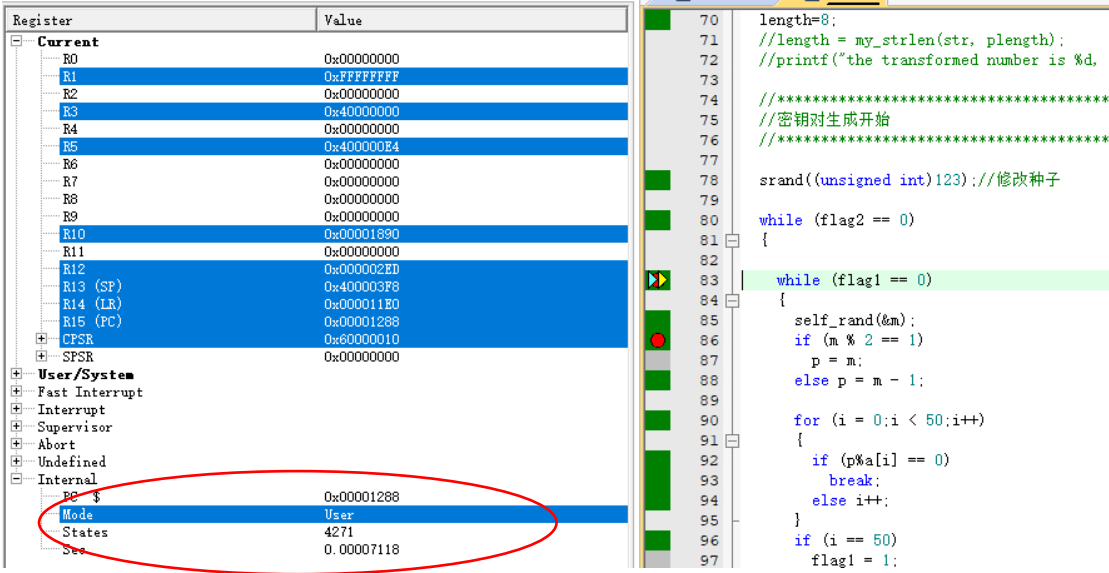 Register Value
Current
R0 0x00000000
R1 0xFFFFFFFF
R2 0x00000000
R3 0x40000000
R4 0x00000000
R5 0x400000E4
R6 0x00000000
R7 0x00000000
R8 0x00000000
R9 0x00000000
R10 0x00001890
R11 0x00000000
R12 0x000002ED
R13 (SP) 0x400003F8
R14 (LR) 0x000011E0
R15 (PC) 0x00001288
CPSR 0x60000010
SPSR 0x00000000
User/System
Fast Interrupt
Interrupt
Supervisor
Abort
Undefined
Internal
PC $ 0x00001288
Mode User
States 4271
Sec 0.00007118
70 length=8;
71 //length = my_strlen(str, plength);
72 //printf("the transformed number is %d,
73
74 //**************************************
75 //密钥对生成开始
76 //**************************************
77
78 srand((unsigned int)123);//修改种子
79
80 while (flag2 == 0)
81 {
82
83 while (flag1 == 0)
84 {
85 self_rand(&m);
86 if (m % 2 == 1)
87 p = m;
88 else p = m - 1;
89
90 for (i = 0;i < 50;i++)
91 {
92 if (p%a[i] == 0)
93 break;
94 else i++;
95 }
96 if (i == 50)
97 flag1 = 1;